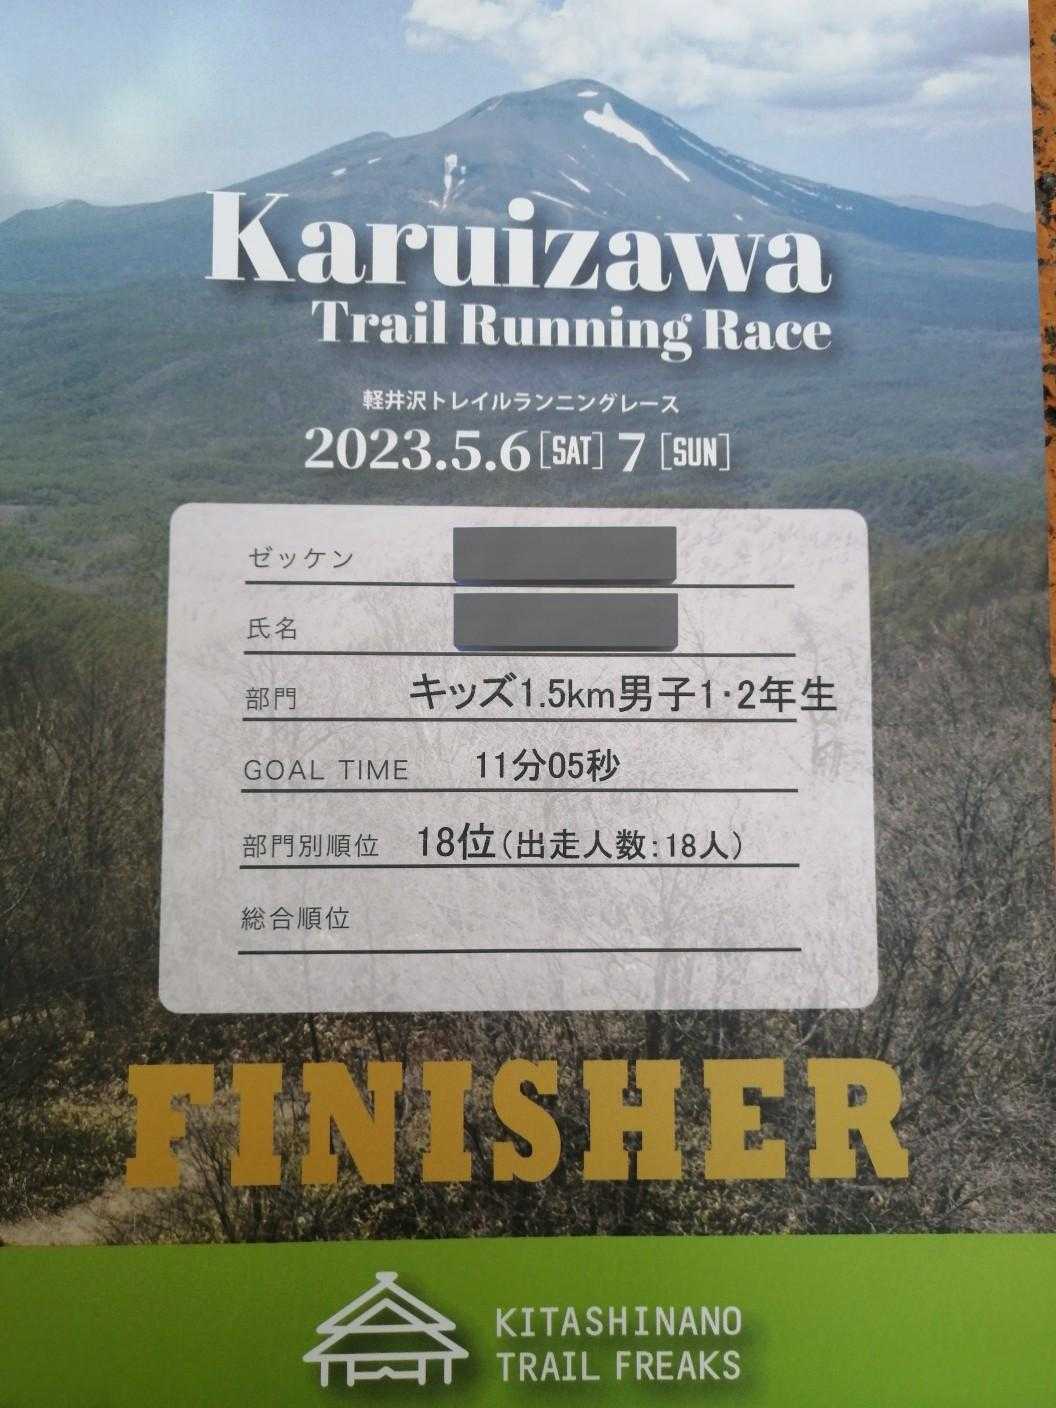 Karuizawa
Trail Running Race
軽井沢トレイルランニングレース
2023.5.6[SAT] 7[SUN]
ゼッケン
氏名
部門 キッズ1.5km男子1・2年生
GOAL TIME 11分05秒
部門別順位 18位(出走人数:18人)
総合順位
FINISHER
KITASHINANO
TRAIL FREAKS